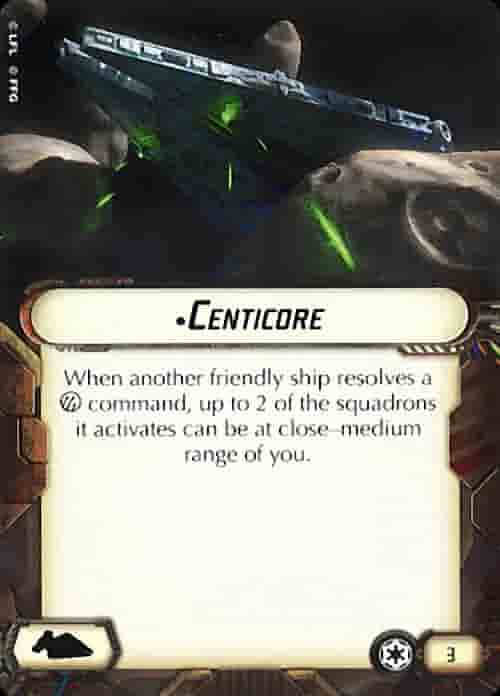 © LFL © FFG
•Centicore
When another friendly ship resolves a
command, up to 2 of the squadrons
it activates can be at close–medium
range of you.
3